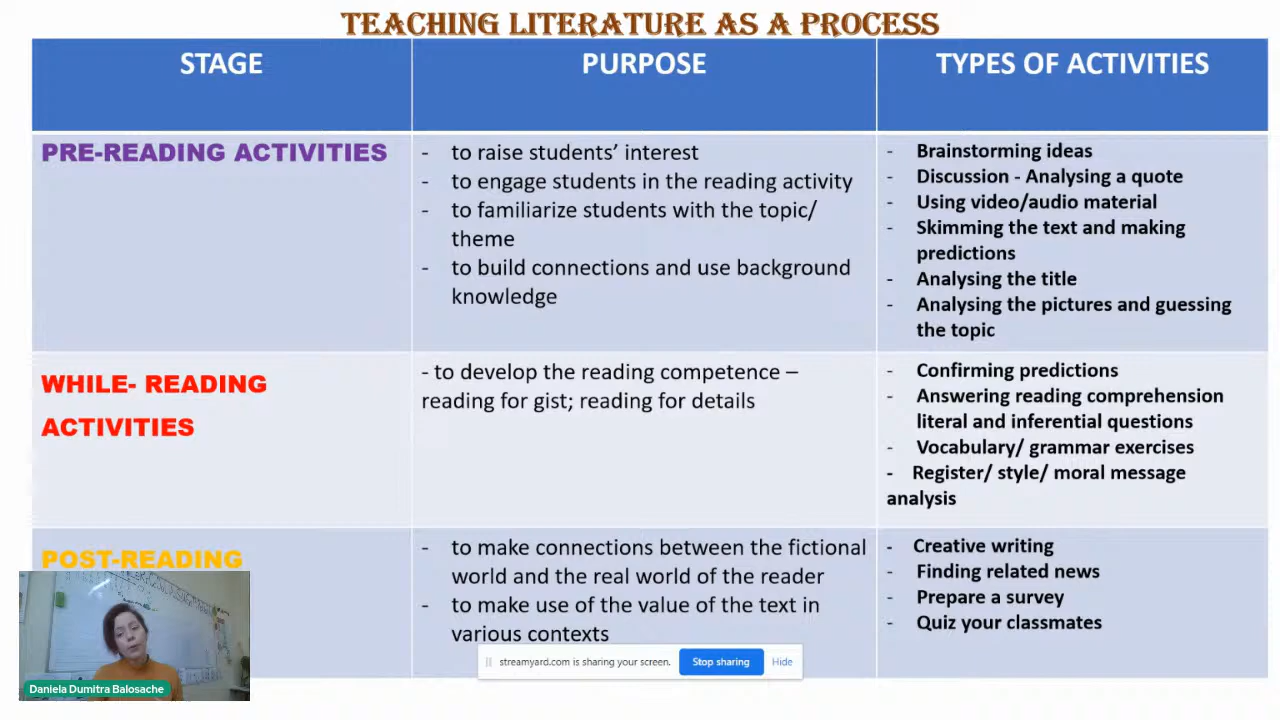 TEACHING LITERATURE AS A PROCESS
STAGE
PURPOSE
TYPES OF ACTIVITIES
PRE-READING ACTIVITIES
- to raise students’ interest
- to engage students in the reading activity
- to familiarize students with the topic/
theme
- to build connections and use background
knowledge
- Brainstorming ideas
- Discussion - Analysing a quote
- Using video/audio material
- Skimming the text and making
predictions
- Analysing the title
- Analysing the pictures and guessing
the topic
WHILE- READING
ACTIVITIES
- to develop the reading competence –
reading for gist; reading for details
- Confirming predictions
- Answering reading comprehension
literal and inferential questions
- Vocabulary/ grammar exercises
- Register/ style/ moral message
analysis
POST-READING
- to make connections between the fictional
world and the real world of the reader
- to make use of the value of the text in
various contexts
- Creative writing
- Finding related news
- Prepare a survey
- Quiz your classmates
streamyard.com is sharing your screen.
Stop sharing
Hide
Daniela Dumitra Balosache